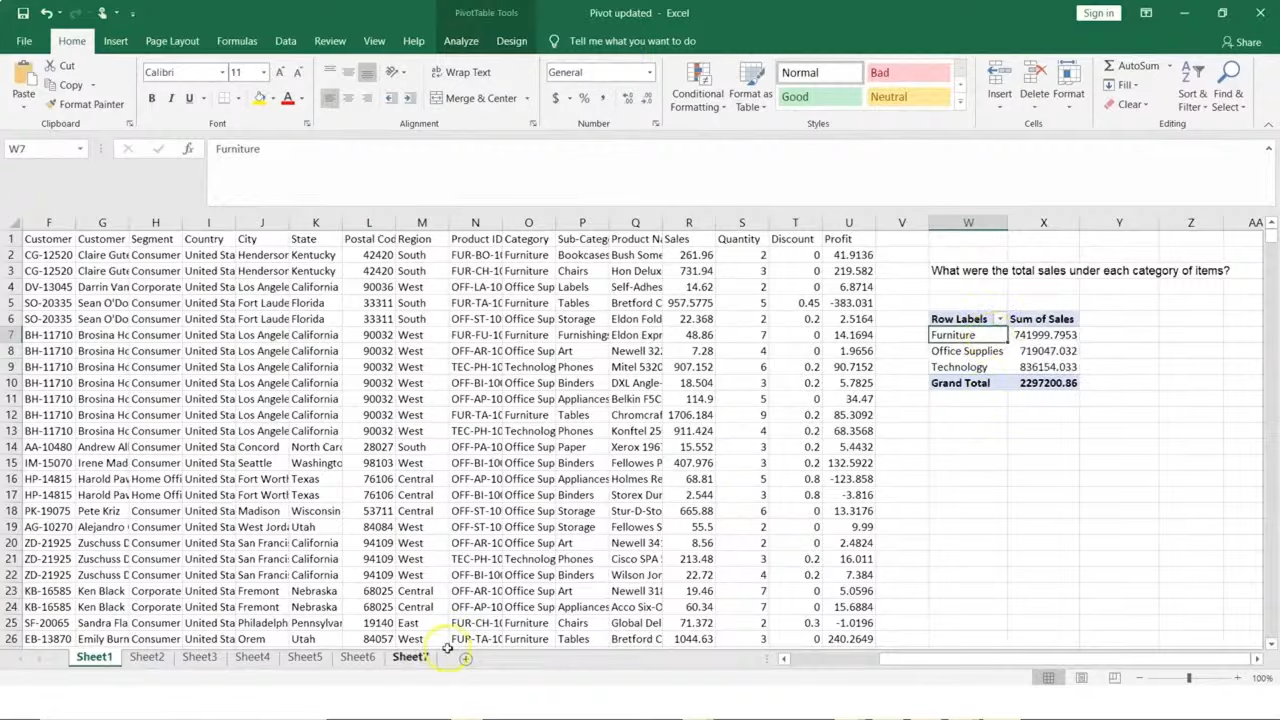 PivotTable Tools
Pivot updated - Excel
Sign in
File Home Insert Page Layout Formulas Data Review View Help Analyze Design Tell me what you want to do Share
Cut
Copy
Format Painter
Paste
Calibri 11
B I U
Wrap Text
Merge & Center
General
$ % ,
Conditional Formatting
Format as Table
Normal Bad
Good Neutral
Insert Delete Format
AutoSum
Fill
Clear
Sort & Filter
Find & Select
Clipboard Font Alignment Number Styles Cells Editing
W7 fx Furniture
F G H I J K L M N O P Q R S T U V W X Y Z AA
1 Customer Customer Segment Country City State Postal Cod Region Product ID Category Sub-Categ Product Na Sales Quantity Discount Profit
2 CG-12520 Claire Gute Consumer United Sta Henderson Kentucky 42420 South FUR-BO-10 Furniture Bookcases Bush Some 261.96 2 0 41.9136
3 CG-12520 Claire Gute Consumer United Sta Henderson Kentucky 42420 South FUR-CH-10 Furniture Chairs Hon Delux 731.94 3 0 219.582 What were the total sales under each category of items?
4 DV-13045 Darrin Van Corporate United Sta Los Angele California 90036 West OFF-LA-10 Office Sup Labels Self-Adhes 14.62 2 0 6.8714
5 SO-20335 Sean O'Do Consumer United Sta Fort Laude Florida 33311 South FUR-TA-10 Furniture Tables Bretford C 957.5775 5 0.45 -383.031
6 SO-20335 Sean O'Do Consumer United Sta Fort Laude Florida 33311 South OFF-ST-10 Office Sup Storage Eldon Fold 22.368 2 0.2 2.5164 Row Labels Sum of Sales
7 BH-11710 Brosina Ho Consumer United Sta Los Angele California 90032 West FUR-FU-10 Furniture Furnishing Eldon Expr 48.86 7 0 14.1694 Furniture 741999.7953
8 BH-11710 Brosina Ho Consumer United Sta Los Angele California 90032 West OFF-AR-10 Office Sup Art Newell 322 7.28 4 0 1.9656 Office Supplies 719047.032
9 BH-11710 Brosina Ho Consumer United Sta Los Angele California 90032 West TEC-PH-10 Technolog Phones Mitel 5320 907.152 6 0.2 90.7152 Technology 836154.033
10 BH-11710 Brosina Ho Consumer United Sta Los Angele California 90032 West OFF-BI-10 Office Sup Binders DXL Angle- 18.504 3 0.2 5.7825 Grand Total 2297200.86
11 BH-11710 Brosina Ho Consumer United Sta Los Angele California 90032 West OFF-AP-10 Office Sup Appliances Belkin F5C 114.9 5 0 34.47
12 BH-11710 Brosina Ho Consumer United Sta Los Angele California 90032 West FUR-TA-10 Furniture Tables Chromcraf 1706.184 9 0.2 85.3092
13 BH-11710 Brosina Ho Consumer United Sta Los Angele California 90032 West TEC-PH-10 Technolog Phones Konftel 25 911.424 4 0.2 68.3568
14 AA-10480 Andrew Al Consumer United Sta Concord North Caro 28027 South OFF-PA-10 Office Sup Paper Xerox 196 15.552 3 0.2 5.4432
15 IM-15070 Irene Mad Consumer United Sta Seattle Washingto 98103 West OFF-BI-10 Office Sup Binders Fellowes P 407.976 3 0.2 132.5922
16 HP-14815 Harold Pav Home Offi United Sta Fort Worth Texas 76106 Central OFF-AP-10 Office Sup Appliances Holmes Re 68.81 5 0.8 -123.858
17 HP-14815 Harold Pav Home Offi United Sta Fort Worth Texas 76106 Central OFF-BI-10 Office Sup Binders Storex Dur 2.544 3 0.8 -3.816
18 PK-19075 Pete Kriz Consumer United Sta Madison Wisconsin 53711 Central OFF-ST-10 Office Sup Storage Stur-D-Sto 665.88 6 0 13.3176
19 AG-10270 Alejandro Consumer United Sta West Jorda Utah 84084 West OFF-ST-10 Office Sup Storage Fellowes S 55.5 2 0 9.99
20 ZD-21925 Zuschuss D Consumer United Sta San Franci California 94109 West OFF-AR-10 Office Sup Art Newell 341 8.56 2 0 2.4824
21 ZD-21925 Zuschuss D Consumer United Sta San Franci California 94109 West TEC-PH-10 Technolog Phones Cisco SPA 213.48 3 0.2 16.011
22 ZD-21925 Zuschuss D Consumer United Sta San Franci California 94109 West OFF-BI-10 Office Sup Binders Wilson Jon 22.72 4 0.2 7.384
23 KB-16585 Ken Black Corporate United Sta Fremont Nebraska 68025 Central OFF-AR-10 Office Sup Art Newell 318 19.46 7 0 5.0596
24 KB-16585 Ken Black Corporate United Sta Fremont Nebraska 68025 Central OFF-AP-10 Office Sup Appliances Acco Six-O 60.34 7 0 15.6884
25 SF-20065 Sandra Fla Consumer United Sta Philadelph Pennsylvar 19140 East FUR-CH-10 Furniture Chairs Global Del 71.372 2 0.3 -1.0196
26 EB-13870 Emily Burn Consumer United Sta Orem Utah 84057 West FUR-TA-10 Furniture Tables Bretford C 1044.63 3 0 240.2649
Sheet1 Sheet2 Sheet3 Sheet4 Sheet5 Sheet6 Sheet7
100%